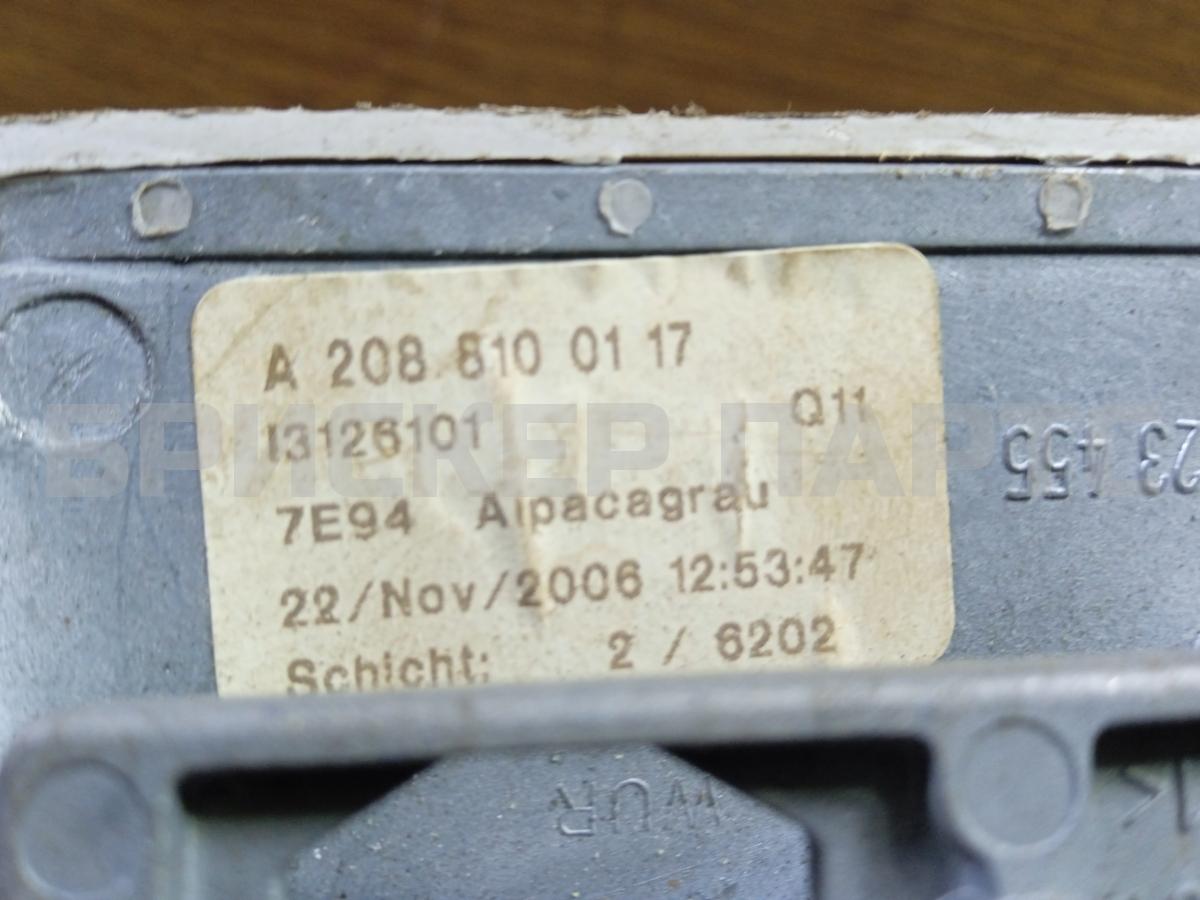 A 208 810 01 17
13126101
Q11
7E94 Alpacagrau
22/Nov/2006 12:53:47
Schicht: 2 / 6202
23 455
WUR
БРИСКЕР ПАРТС